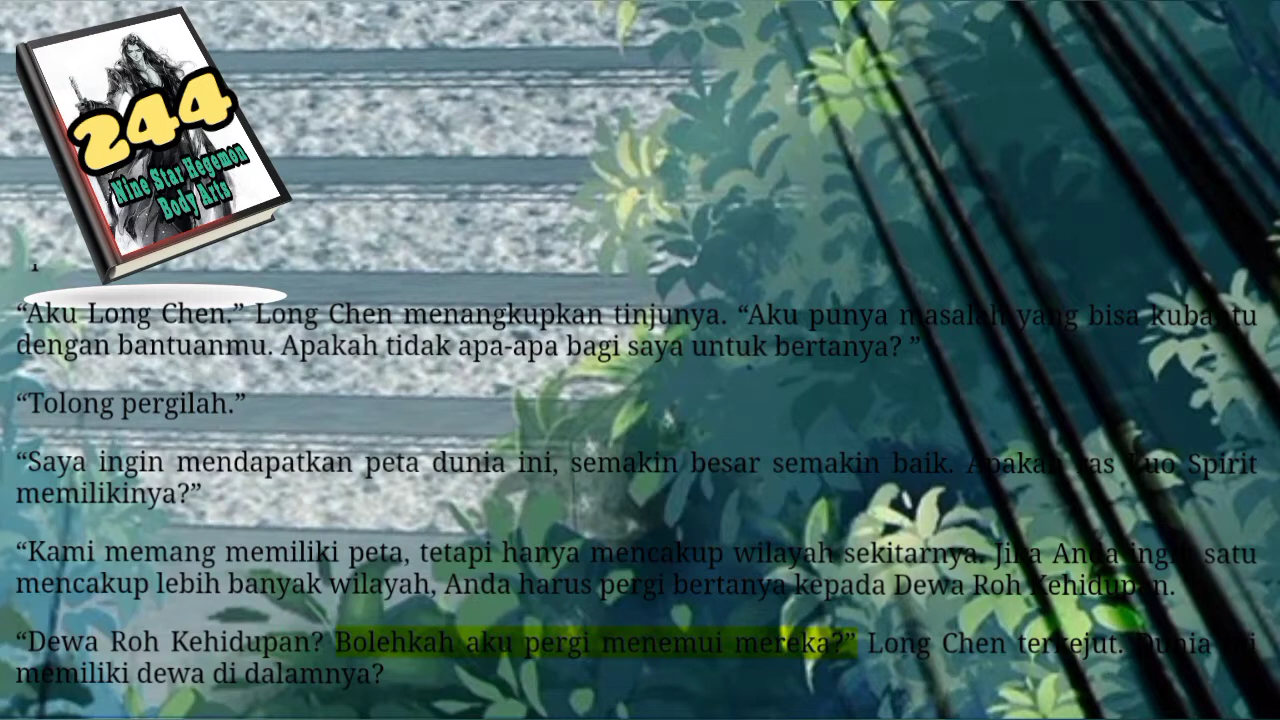 244
Nine Star Hegemon
Body Arts
“Aku Long Chen.” Long Chen menangkupkan tinjunya. “Aku punya masalah yang bisa kubantu
dengan bantuanmu. Apakah tidak apa-apa bagi saya untuk bertanya? ”
“Tolong pergilah.”
“Saya ingin mendapatkan peta dunia ini, semakin besar semakin baik. Apakah ras Luo Spirit
memilikinya?”
“Kami memang memiliki peta, tetapi hanya mencakup wilayah sekitarnya. Jika Anda ingin satu
mencakup lebih banyak wilayah, Anda harus pergi bertanya kepada Dewa Roh Kehidupan.
“Dewa Roh Kehidupan? Bolehkah aku pergi menemui mereka?” Long Chen terkejut. Dunia ini
memiliki dewa di dalamnya?